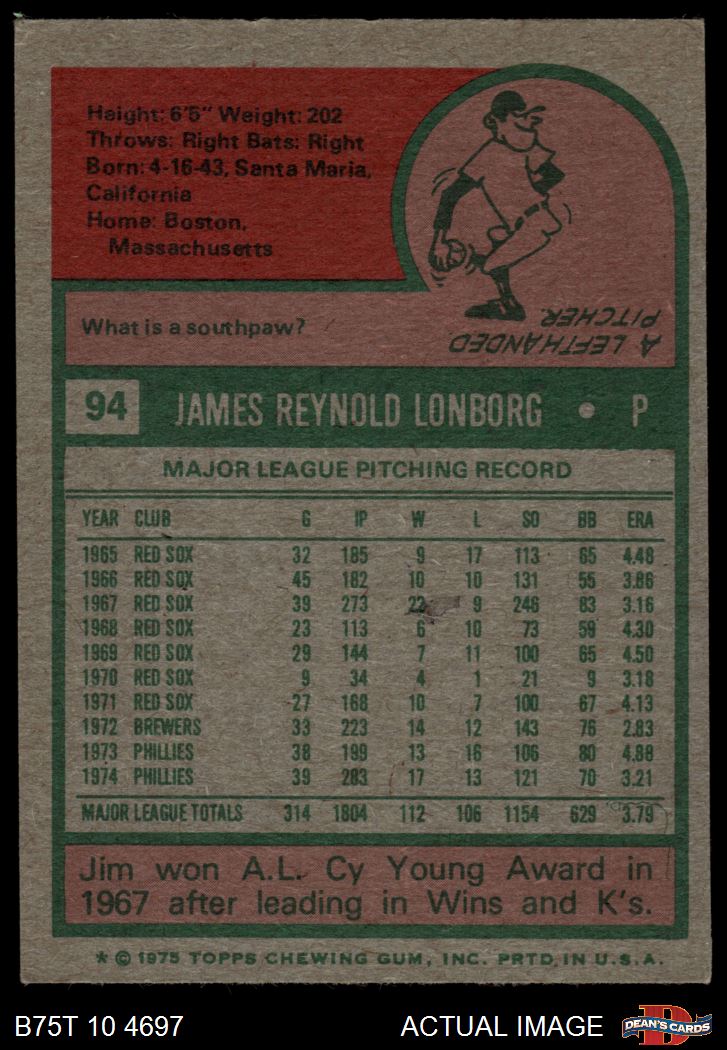 Height: 6'5" Weight: 202
Throws: Right Bats: Right
Born: 4-16-43, Santa Maria,
California
Home: Boston,
Massachusetts
What is a southpaw?
A LEFTHANDED
PITCHER.
94 JAMES REYNOLD LONBORG • P
MAJOR LEAGUE PITCHING RECORD
YEAR CLUB G IP W L SO BB ERA
1965 RED SOX 32 185 9 17 113 65 4.48
1966 RED SOX 45 182 10 10 131 55 3.86
1967 RED SOX 39 273 22 9 246 83 3.16
1968 RED SOX 23 113 6 10 73 59 4.30
1969 RED SOX 29 144 7 11 100 65 4.50
1970 RED SOX 9 34 4 1 21 9 3.18
1971 RED SOX 27 168 10 7 100 67 4.13
1972 BREWERS 33 223 14 12 143 76 2.83
1973 PHILLIES 38 199 13 16 106 80 4.88
1974 PHILLIES 39 283 17 13 121 70 3.21
MAJOR LEAGUE TOTALS 314 1804 112 106 1154 629 3.79
Jim won A.L. Cy Young Award in
1967 after leading in Wins and K's.
* © 1975 TOPPS CHEWING GUM, INC. PRTD. IN U.S.A.
B75T 10 4697 ACTUAL IMAGE DEAN'S CARDS